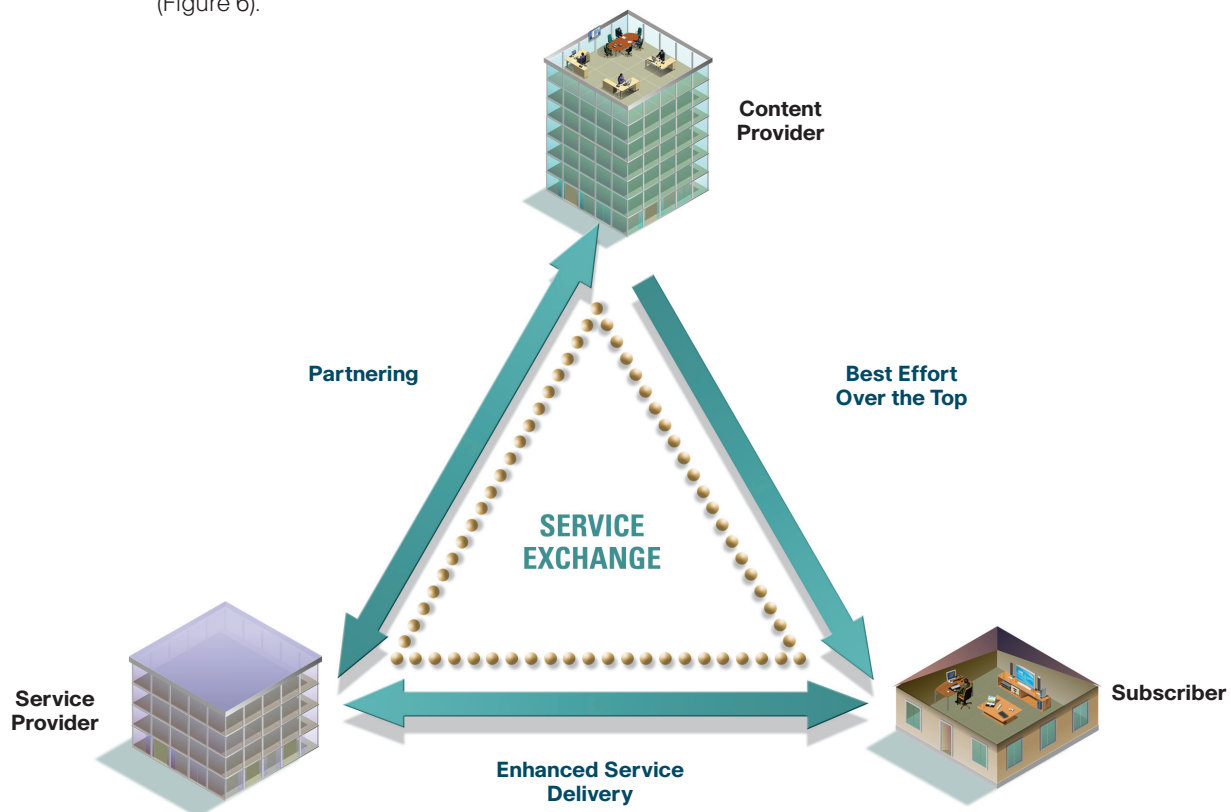 (Figure 6).
Content
Provider
Partnering
Best Effort
Over the Top
SERVICE
EXCHANGE
Service
Provider
Subscriber
Enhanced Service
Delivery